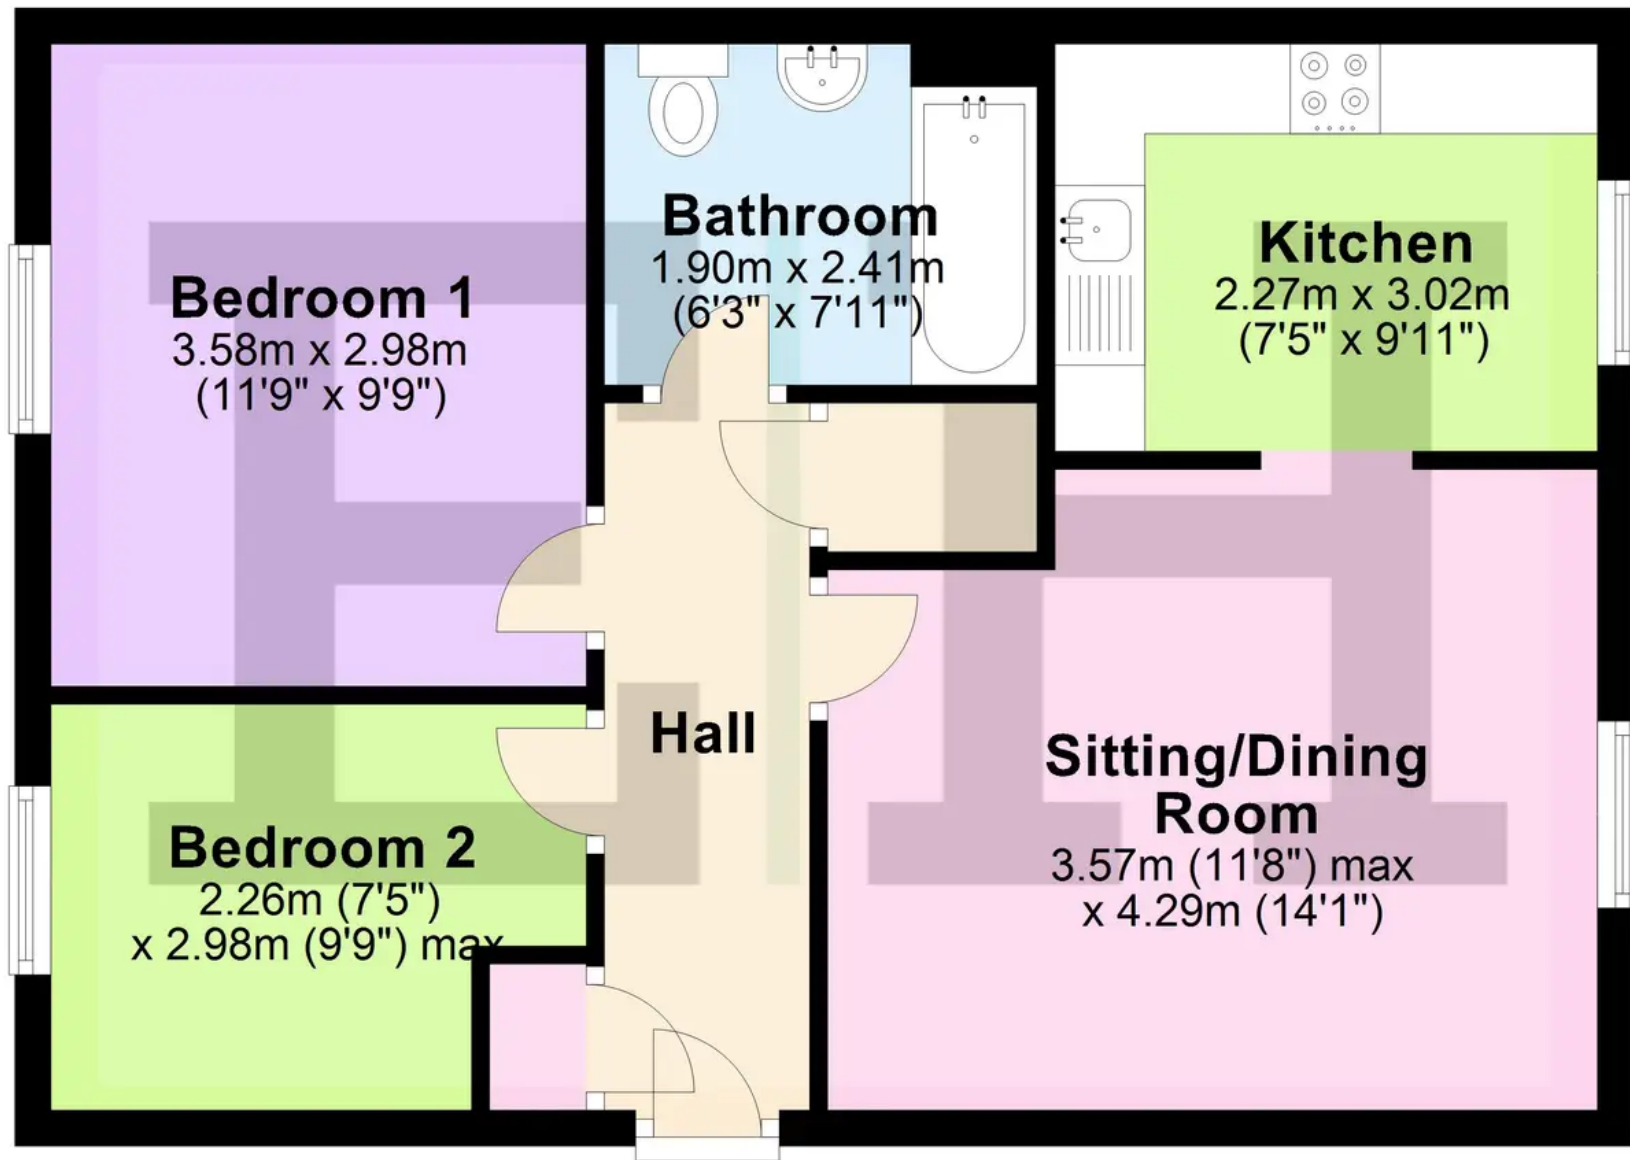 Bedroom 1
3.58m x 2.98m
(11'9" x 9'9")
Bathroom
1.90m x 2.41m
(6'3" x 7'11")
Kitchen
2.27m x 3.02m
(7'5" x 9'11")
Hall
Sitting/Dining
Room
3.57m (11'8") max
x 4.29m (14'1")
Bedroom 2
2.26m (7'5")
x 2.98m (9'9") max